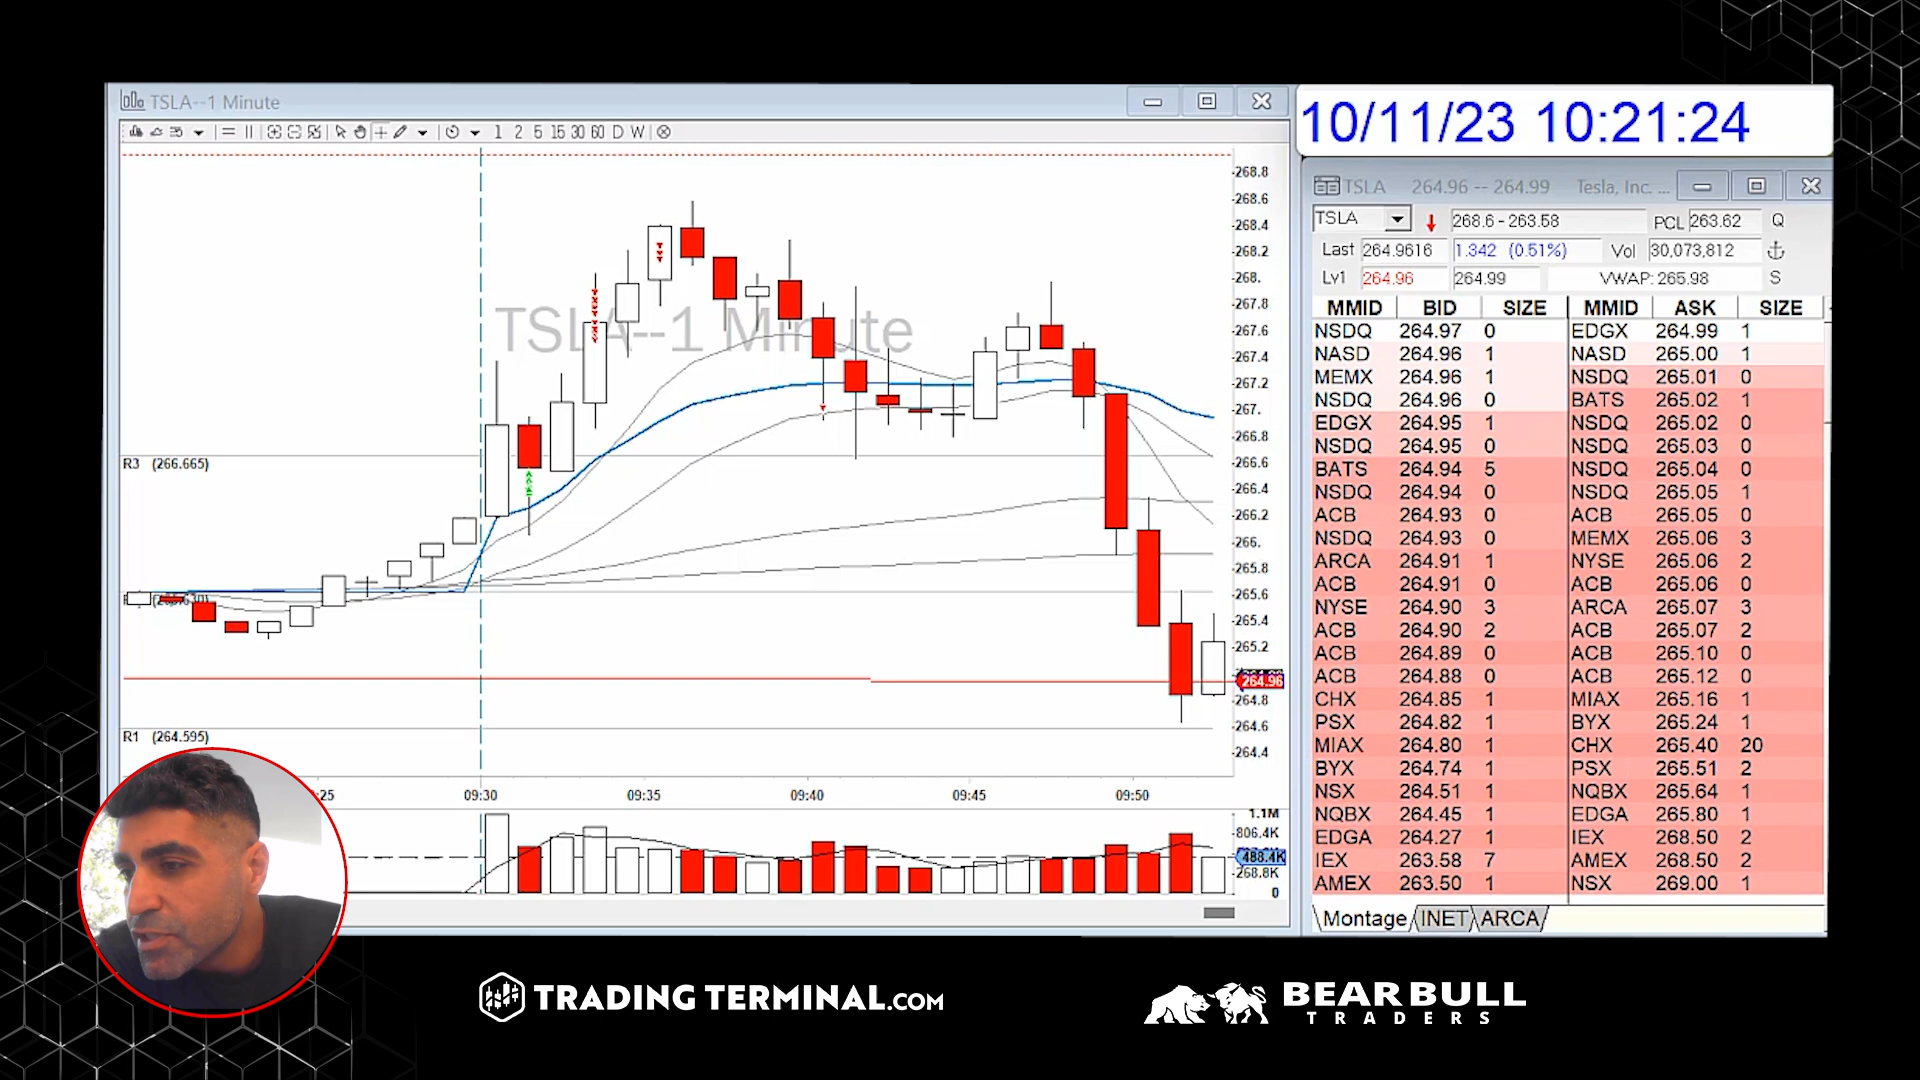 TSLA--1 Minute
1 2 5 15 30 60 D W
TSLA--1 Minute
R3 (266.665)
R1 (264.595)
268.8
268.6
268.4
268.2
268.
267.8
267.6
267.4
267.2
267.
266.8
266.6
266.4
266.2
266.
265.8
265.6
265.4
265.2
264.96
264.8
264.6
264.4
:25 09:30 09:35 09:40 09:45 09:50
1.1M
806.4K
488.4K
268.8K
0
10/11/23 10:21:24
TSLA 264.96 -- 264.99 Tesla, Inc. ...
TSLA 268.6 - 263.58 PCL 263.62 Q
Last 264.9616 1.342 (0.51%) Vol 30,073,812
Lv1 264.96 264.99 VWAP: 265.98 S
MMID BID SIZE MMID ASK SIZE
NSDQ 264.97 0 EDGX 264.99 1
NASD 264.96 1 NASD 265.00 1
MEMX 264.96 1 NSDQ 265.01 0
NSDQ 264.96 0 BATS 265.02 1
EDGX 264.95 1 NSDQ 265.02 0
NSDQ 264.95 0 NSDQ 265.03 0
BATS 264.94 5 NSDQ 265.04 0
NSDQ 264.94 0 NSDQ 265.05 1
ACB 264.93 0 ACB 265.05 0
NSDQ 264.93 0 MEMX 265.06 3
ARCA 264.91 1 NYSE 265.06 2
ACB 264.91 0 ACB 265.06 0
NYSE 264.90 3 ARCA 265.07 3
ACB 264.90 2 ACB 265.07 2
ACB 264.89 0 ACB 265.10 0
ACB 264.88 0 ACB 265.12 0
CHX 264.85 1 MIAX 265.16 1
PSX 264.82 1 BYX 265.24 1
MIAX 264.80 1 CHX 265.40 20
BYX 264.74 1 PSX 265.51 2
NSX 264.51 1 NQBX 265.64 1
NQBX 264.45 1 EDGA 265.80 1
EDGA 264.27 1 IEX 268.50 2
IEX 263.58 7 AMEX 268.50 2
AMEX 263.50 1 NSX 269.00 1
Montage INET ARCA
TRADING TERMINAL.COM
BEAR BULL
TRADERS